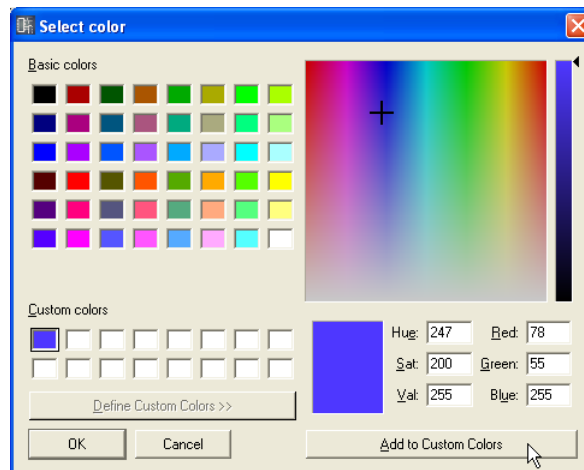 Select color
Basic colors
Custom colors
Define Custom Colors >>
OK
Cancel
Hue: 247
Red: 78
Sat: 200
Green: 55
Val: 255
Blue: 255
Add to Custom Colors